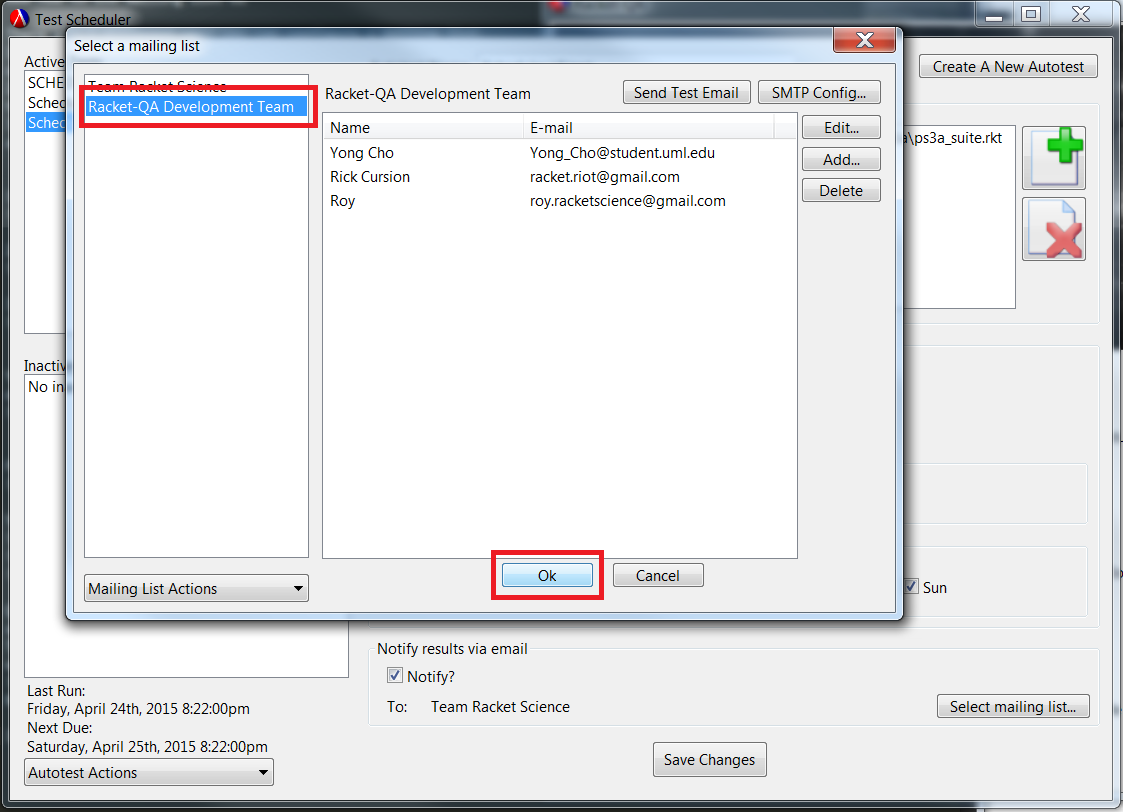 Test Scheduler
Select a mailing list
Active
SCHE
Sched
Sched
Create A New Autotest
Team Racket Science
Racket-QA Development Team
Racket-QA Development Team
Send Test Email
SMTP Config...
Name
E-mail
Edit...
Yong Cho
Yong_Cho@student.uml.edu
Add...
Rick Cursion
racket.riot@gmail.com
Delete
Roy
roy.racketscience@gmail.com
a\ps3a_suite.rkt
Inactiv
No in
Ok
Cancel
Mailing List Actions
Sun
Notify results via email
Notify?
To:
Team Racket Science
Select mailing list...
Last Run:
Friday, April 24th, 2015 8:22:00pm
Next Due:
Saturday, April 25th, 2015 8:22:00pm
Autotest Actions
Save Changes